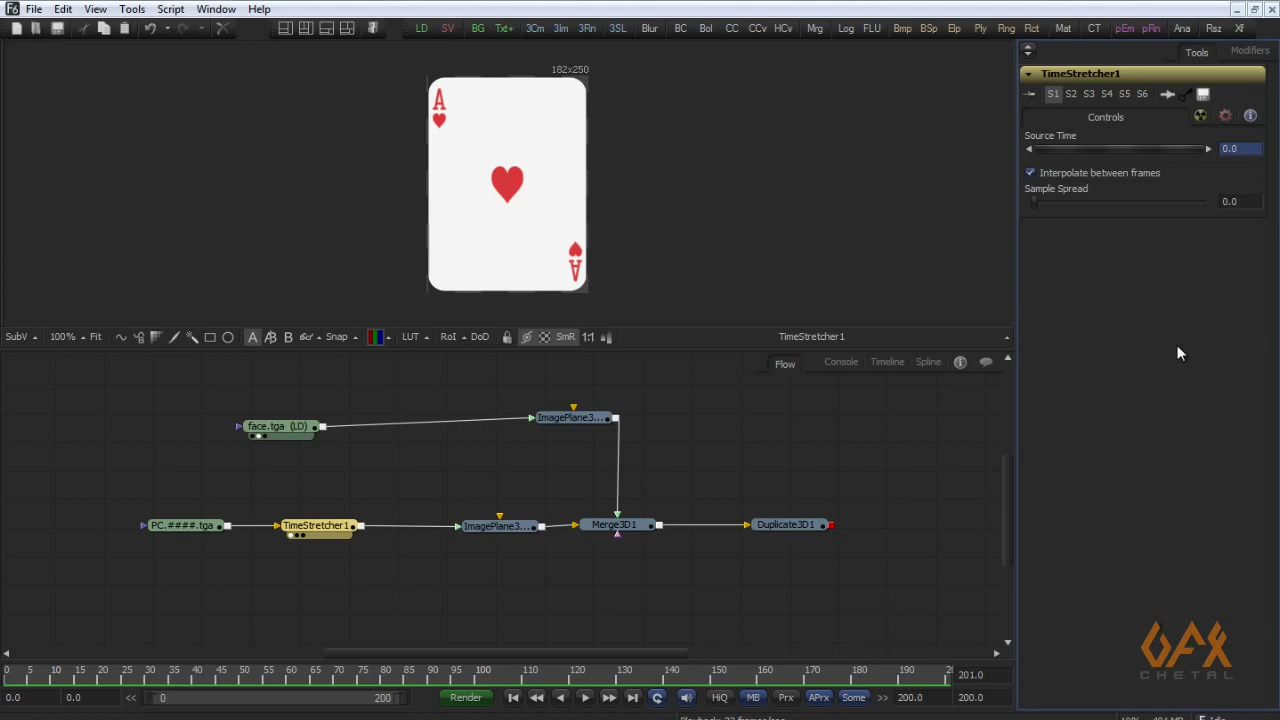 File Edit View Tools Script Window Help
LD SV BG Txt+ 3Cm 3Im 3Rn 3SL Blur BC Bol CC CCv HCv Mrg Log FLU Bmp BSp Elp Ply Rng Rct Mat CT pEm pRn Ana Rsz Xf
Tools Modifiers
182x250
TimeStretcher1
S1 S2 S3 S4 S5 S6
A
Controls
Source Time
0.0
Interpolate between frames
Sample Spread
0.0
A
SubV 100% Fit A B Snap LUT RoI DoD SmR 1:1 TimeStretcher1
Flow Console Timeline Spline
face.tga (LD)
ImagePlane3...
PC.####.tga
TimeStretcher1
ImagePlane3...
Merge3D1
Duplicate3D1
GFX
CHETAL
0 5 10 15 20 25 30 35 40 45 50 55 60 65 70 75 80 85 90 95 100 110 120 130 140 150 160 170 180 190 201.0
0.0 0.0 << 0 200 Render HiQ MB Prx APrx Some >> 200.0 200.0